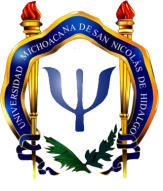 UNIVERSIDAD MICHOACANA DE SAN NICOLÁS DE HIDALGO
Ψ